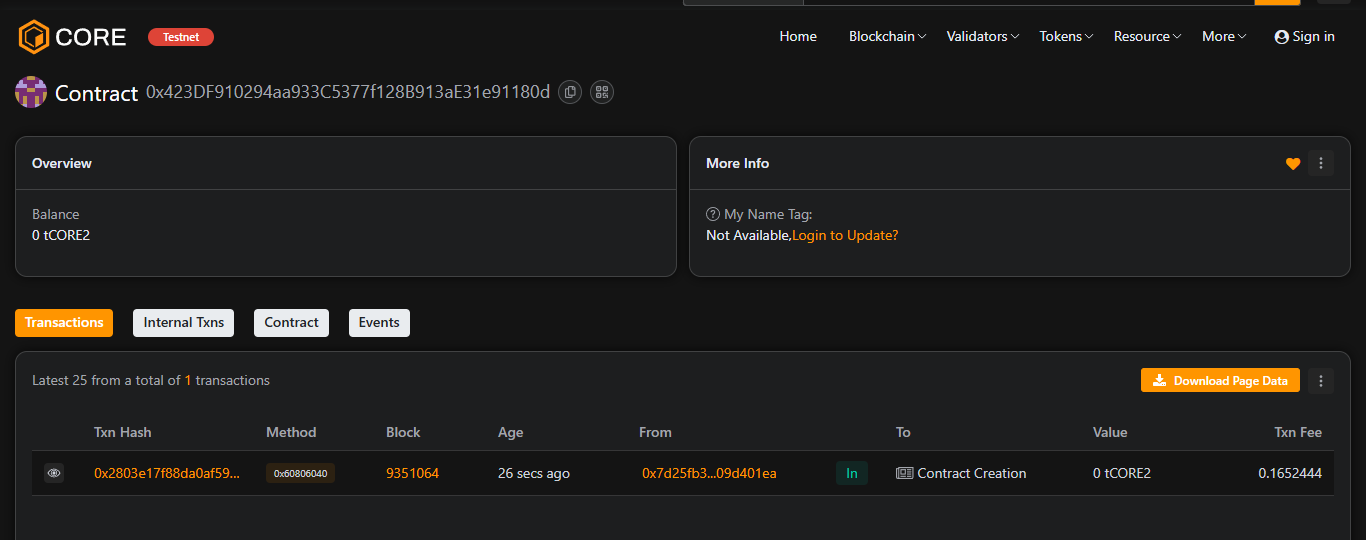 CORE Testnet Home Blockchain Validators Tokens Resource More Sign in
Contract 0x423DF910294aa933C5377f128B913aE31e91180d
Overview
Balance
0 tCORE2
More Info
My Name Tag:
Not Available,Login to Update?
Transactions Internal Txns Contract Events
Latest 25 from a total of 1 transactions Download Page Data
Txn Hash Method Block Age From To Value Txn Fee
0x2803e17f88da0af59... 0x60806040 9351064 26 secs ago 0x7d25fb3...09d401ea In Contract Creation 0 tCORE2 0.1652444